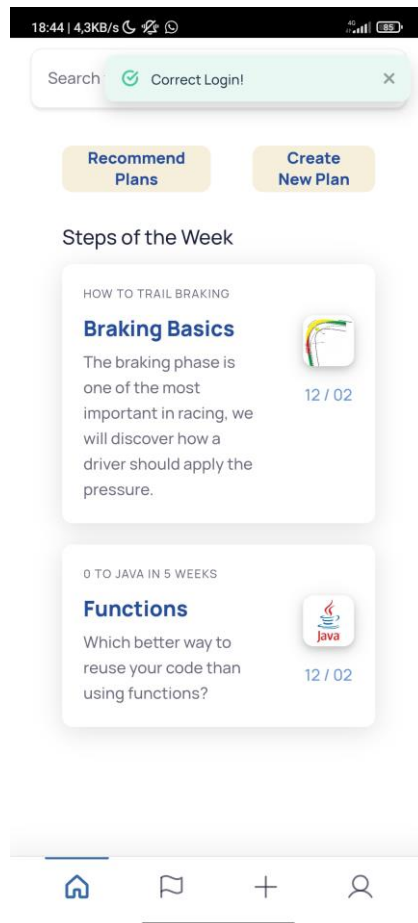 18:44 | 4,3KB/s
4G
85
Search
Correct Login!
Recommend
Plans
Create
New Plan
Steps of the Week
HOW TO TRAIL BRAKING
Braking Basics
The braking phase is
one of the most
important in racing, we
will discover how a
driver should apply the
pressure.
12 / 02
0 TO JAVA IN 5 WEEKS
Functions
Which better way to
reuse your code than
using functions?
Java
12 / 02